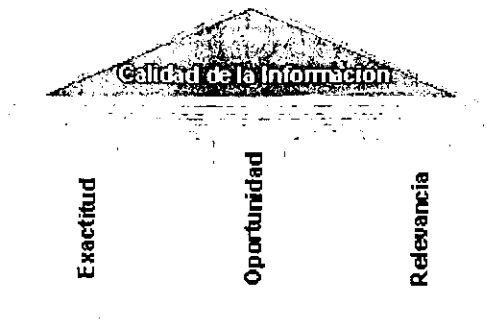 Calidad de la Información
Exactitud
Oportunidad
Relevancia